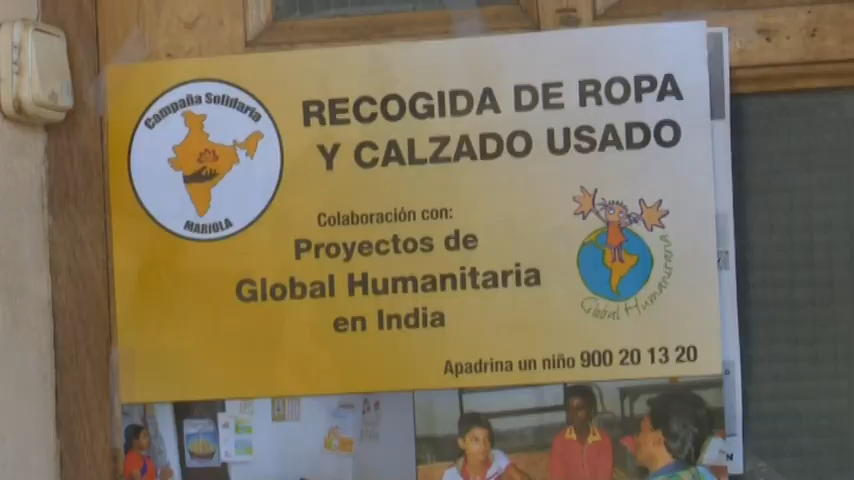 Campaña Solidaria
MARIOLA
RECOGIDA DE ROPA
Y CALZADO USADO
Colaboración con:
Proyectos de
Global Humanitaria
en India
Global Humanitaria
Apadrina un niño 900 20 13 20